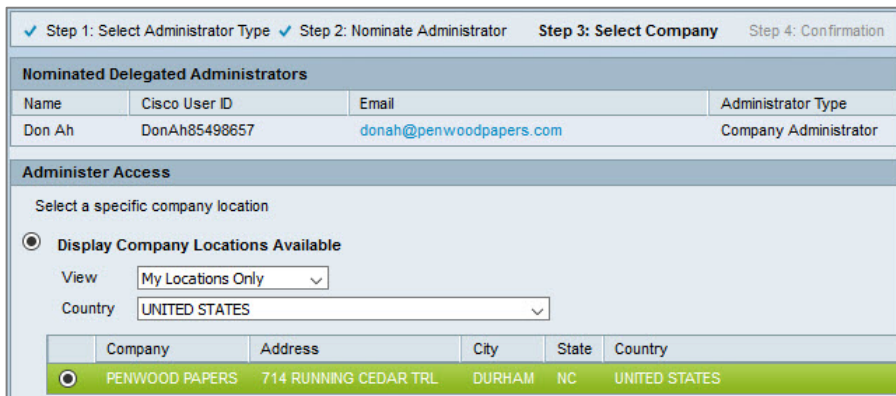 Step 1: Select Administrator Type Step 2: Nominate Administrator Step 3: Select Company Step 4: Confirmation
Nominated Delegated Administrators
Name Cisco User ID Email Administrator Type
Don Ah DonAh85498657 donah@penwoodpapers.com Company Administrator
Administer Access
Select a specific company location
Display Company Locations Available
View My Locations Only
Country UNITED STATES
Company Address City State Country
PENWOOD PAPERS 714 RUNNING CEDAR TRL DURHAM NC UNITED STATES